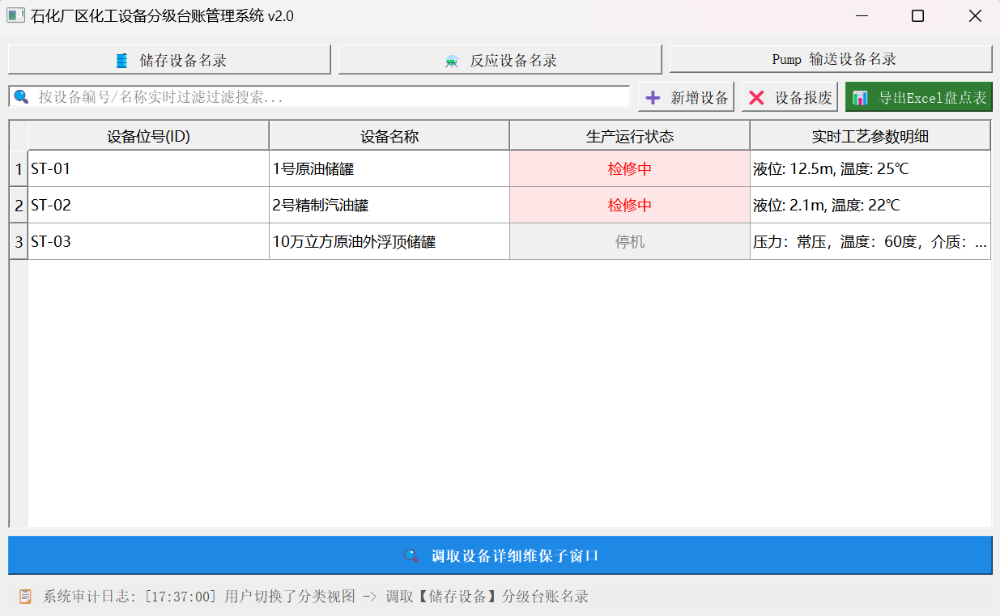 石化厂区化工设备分级台账管理系统 v2.0
储存设备名录 反应设备名录 Pump 输送设备名录
按设备编号/名称实时过滤过滤搜索... 新增设备 设备报废 导出Excel盘点表
设备位号(ID) 设备名称 生产运行状态 实时工艺参数明细
1 ST-01 1号原油储罐 检修中 液位: 12.5m, 温度: 25℃
2 ST-02 2号精制汽油罐 检修中 液位: 2.1m, 温度: 22℃
3 ST-03 10万立方原油外浮顶储罐 停机 压力：常压，温度：60度，介质：...
调取设备详细维保子窗口
系统审计日志: [17:37:00] 用户切换了分类视图 -> 调取【储存设备】分级台账名录